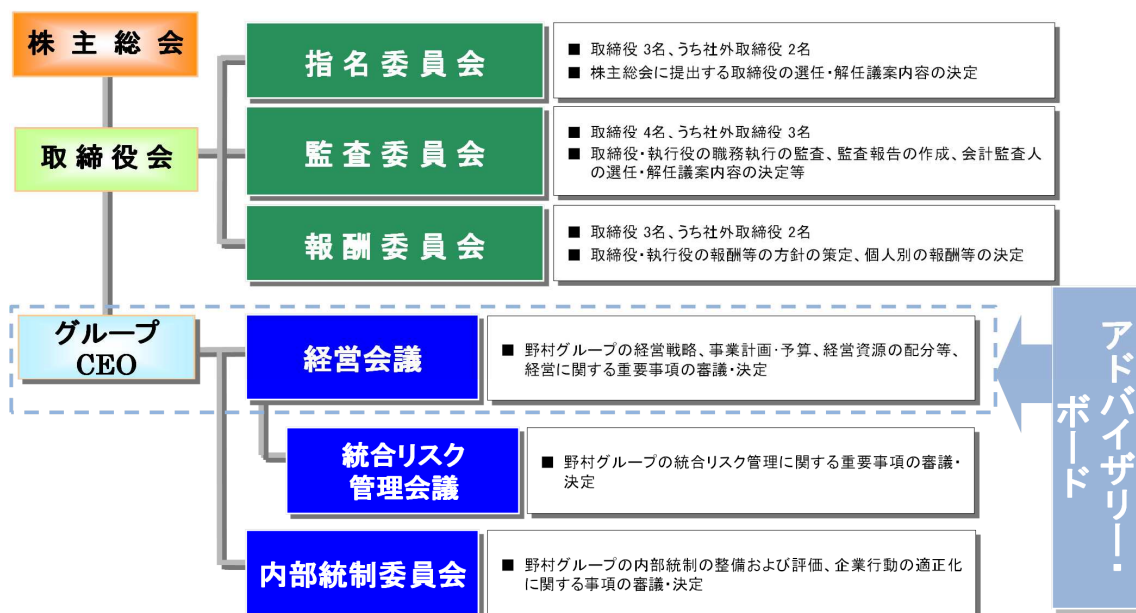 株主総会
取締役会
指名委員会
■ 取締役 3名、うち社外取締役 2名
■ 株主総会に提出する取締役の選任・解任議案内容の決定
監査委員会
■ 取締役 4名、うち社外取締役 3名
■ 取締役・執行役の職務執行の監査、監査報告の作成、会計監査人
の選任・解任議案内容の決定等
報酬委員会
■ 取締役 3名、うち社外取締役 2名
■ 取締役・執行役の報酬等の方針の策定、個人別の報酬等の決定
グループ
CEO
経営会議
■ 野村グループの経営戦略、事業計画・予算、経営資源の配分等、
経営に関する重要事項の審議・決定
統合リスク
管理会議
■ 野村グループの統合リスク管理に関する重要事項の審議・
決定
内部統制委員会
■ 野村グループの内部統制の整備および評価、企業行動の適正化
に関する事項の審議・決定
アドバイザリー・
ボード